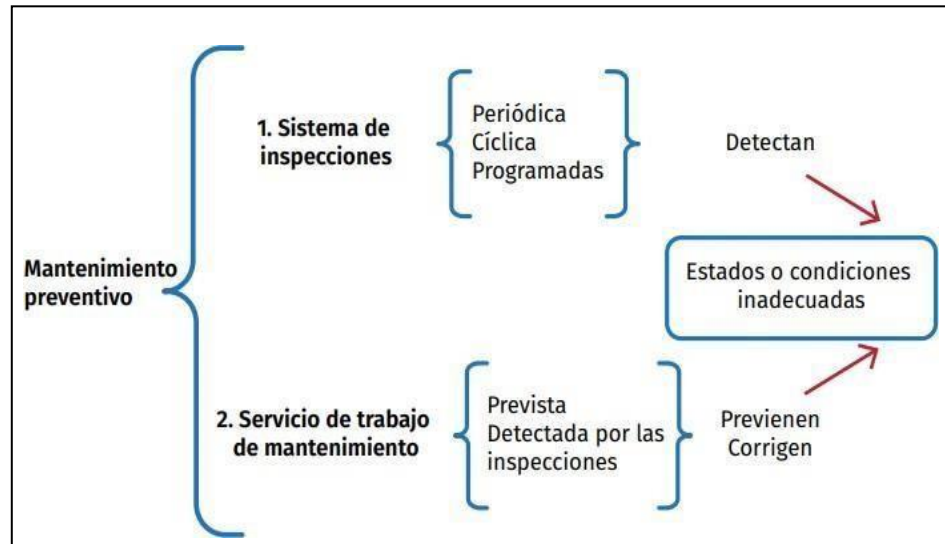 1. Sistema de
inspecciones
Periódica
Cíclica
Programadas
Detectan
Mantenimiento
preventivo
Estados o condiciones
inadecuadas
2. Servicio de trabajo
de mantenimiento
Prevista
Detectada por las
inspecciones
Previenen
Corrigen